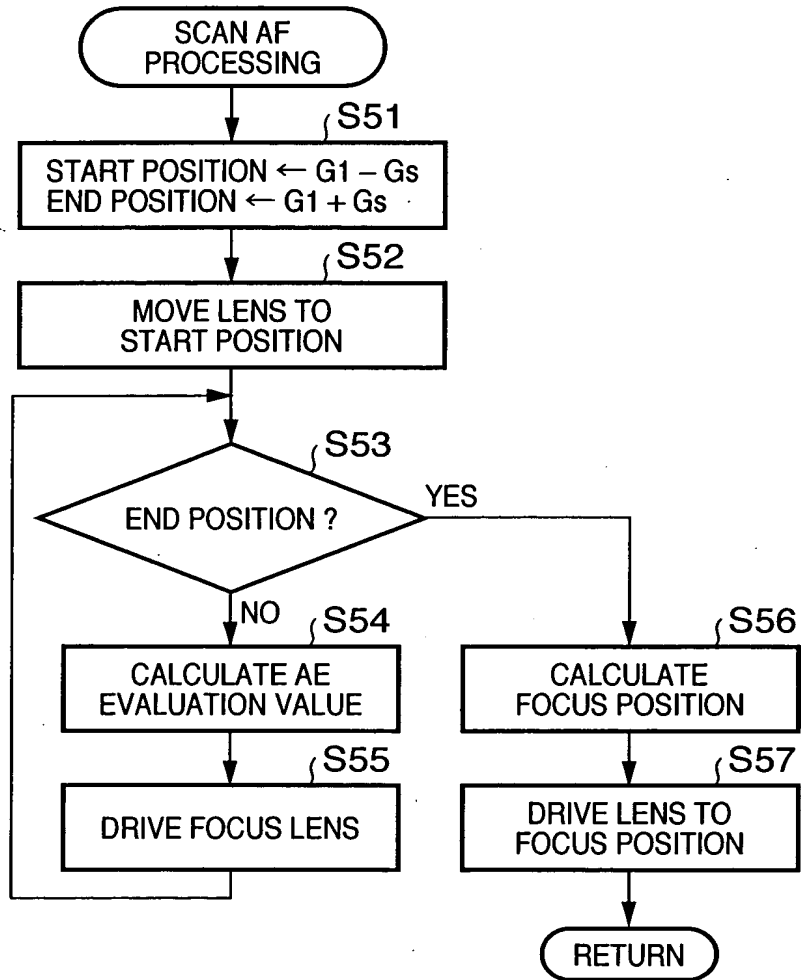 SCAN AF
PROCESSING
S51
START POSITION ← G1 – Gs
END POSITION ← G1 + Gs
S52
MOVE LENS TO
START POSITION
S53
END POSITION ?
YES
NO
S54
CALCULATE AE
EVALUATION VALUE
S55
DRIVE FOCUS LENS
S56
CALCULATE
FOCUS POSITION
S57
DRIVE LENS TO
FOCUS POSITION
RETURN